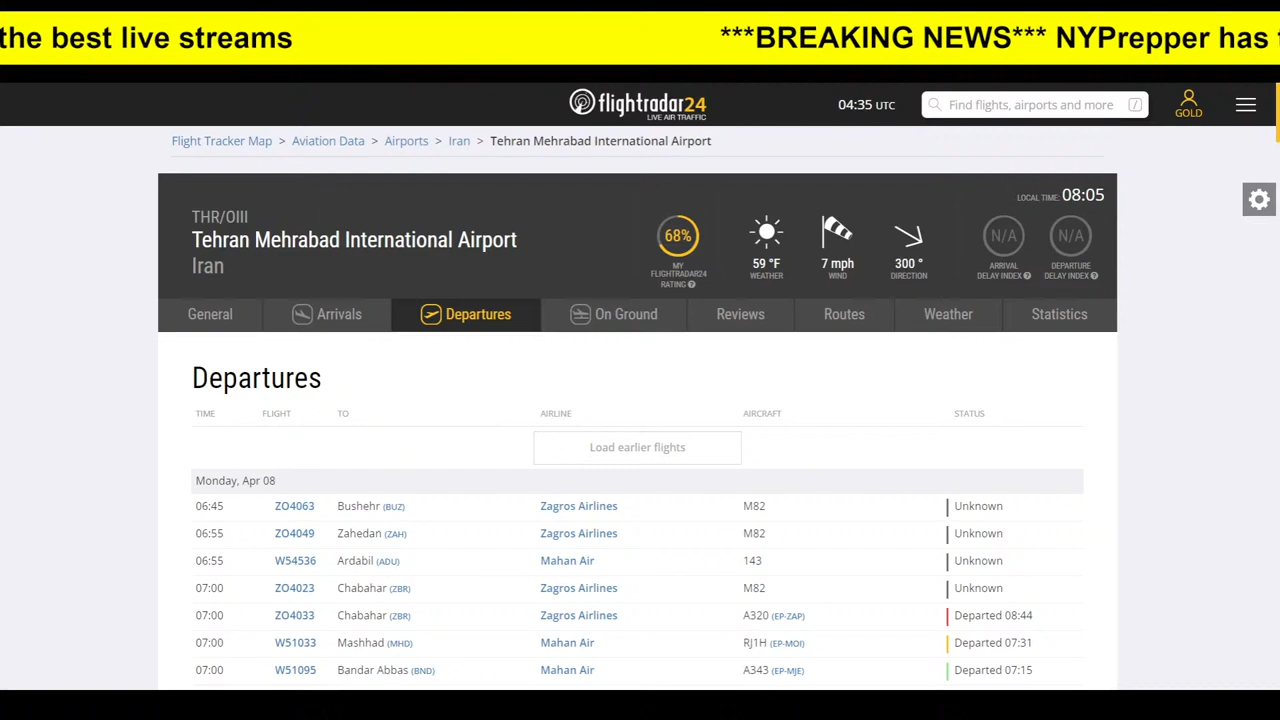 the best live streams ***BREAKING NEWS*** NYPrepper has
flightradar24
LIVE AIR TRAFFIC
04:35 UTC
Find flights, airports and more /
GOLD
Flight Tracker Map > Aviation Data > Airports > Iran > Tehran Mehrabad International Airport
LOCAL TIME: 08:05
THR/OIII
Tehran Mehrabad International Airport
Iran
68%
MY
FLIGHTRADAR24
RATING ?
59 °F
WEATHER
7 mph
WIND
300 °
DIRECTION
N/A
ARRIVAL
DELAY INDEX ?
N/A
DEPARTURE
DELAY INDEX ?
General Arrivals Departures On Ground Reviews Routes Weather Statistics
Departures
TIME FLIGHT TO AIRLINE AIRCRAFT STATUS
Load earlier flights
Monday, Apr 08
06:45 ZO4063 Bushehr (BUZ) Zagros Airlines M82 Unknown
06:55 ZO4049 Zahedan (ZAH) Zagros Airlines M82 Unknown
06:55 W54536 Ardabil (ADU) Mahan Air 143 Unknown
07:00 ZO4023 Chabahar (ZBR) Zagros Airlines M82 Unknown
07:00 ZO4033 Chabahar (ZBR) Zagros Airlines A320 (EP-ZAP) Departed 08:44
07:00 W51033 Mashhad (MHD) Mahan Air RJ1H (EP-MOI) Departed 07:31
07:00 W51095 Bandar Abbas (BND) Mahan Air A343 (EP-MJE) Departed 07:15